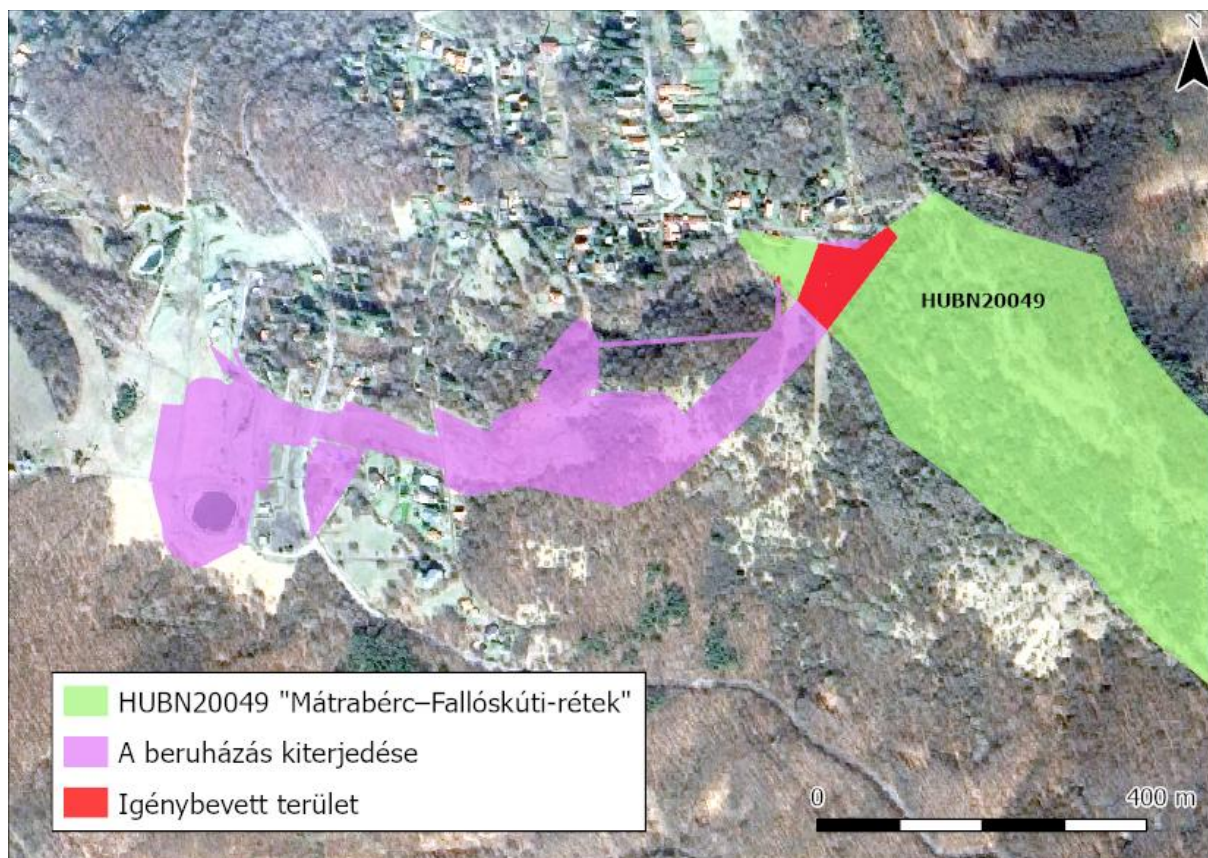 N
HUBN20049
HUBN20049 "Mátrabérc–Fallóskúti-rétek"
A beruházás kiterjedése
Igénybevett terület
0 400 m